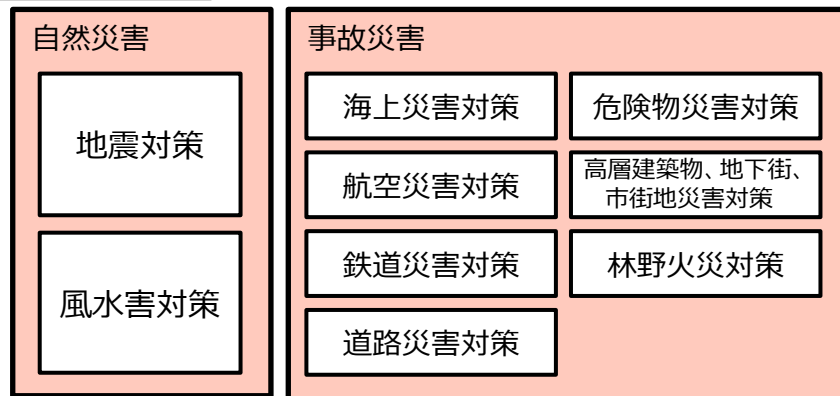 自然災害
地震対策
風水害対策
事故災害
海上災害対策
危険物災害対策
航空災害対策
高層建築物、地下街、
市街地災害対策
鉄道災害対策
林野火災対策
道路災害対策